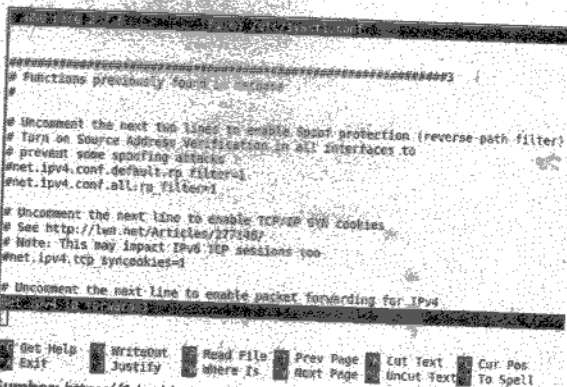 ##############################################################3
# Functions previously found in netbase
#
# Uncomment the next two lines to enable Spoof protection (reverse-path filter)
# Turn on Source Address Verification in all interfaces to
# prevent some spoofing attacks
#net.ipv4.conf.default.rp_filter=1
#net.ipv4.conf.all.rp_filter=1
# Uncomment the next line to enable TCP/IP SYN cookies
# See http://lwn.net/Articles/277146/
# Note: This may impact IPv6 TCP sessions too
#net.ipv4.tcp_syncookies=1
# Uncomment the next line to enable packet forwarding for IPv4
Get Help WriteOut Read File Prev Page Cut Text Cur Pos
Exit Justify Where Is Next Page UnCut Text To Spell